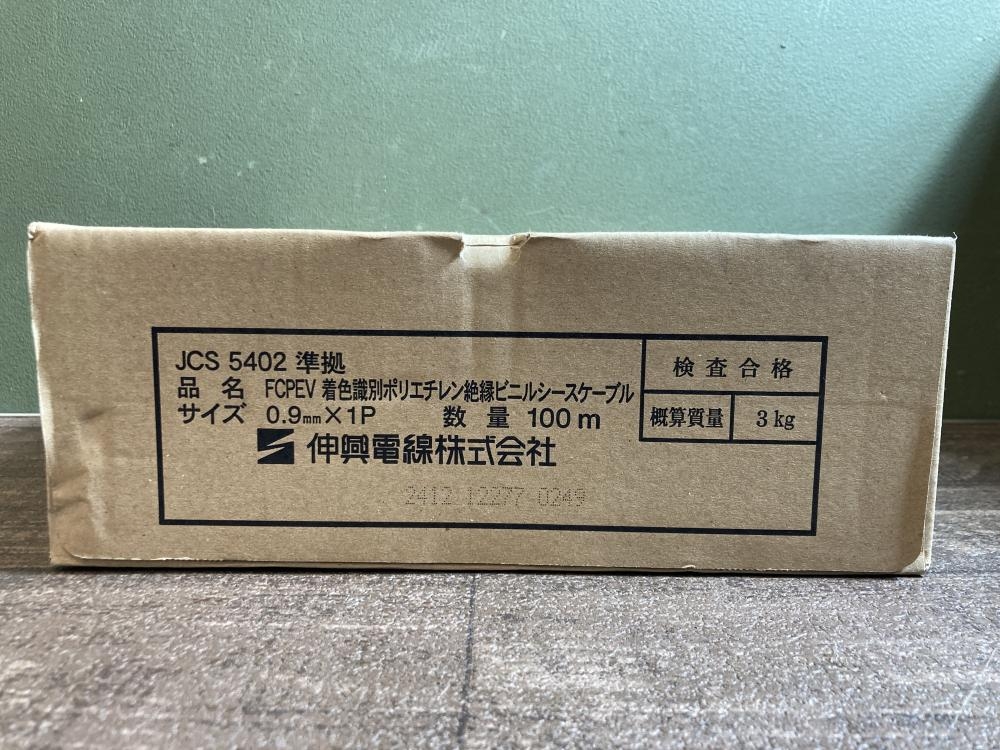 JCS 5402 準拠
検査合格
品名 FCPEV 着色識別ポリエチレン絶縁ビニルシースケーブル
サイズ 0.9mm×1P 数量 100m
概算質量 3kg
伸興電線株式会社
2412 12277 0249